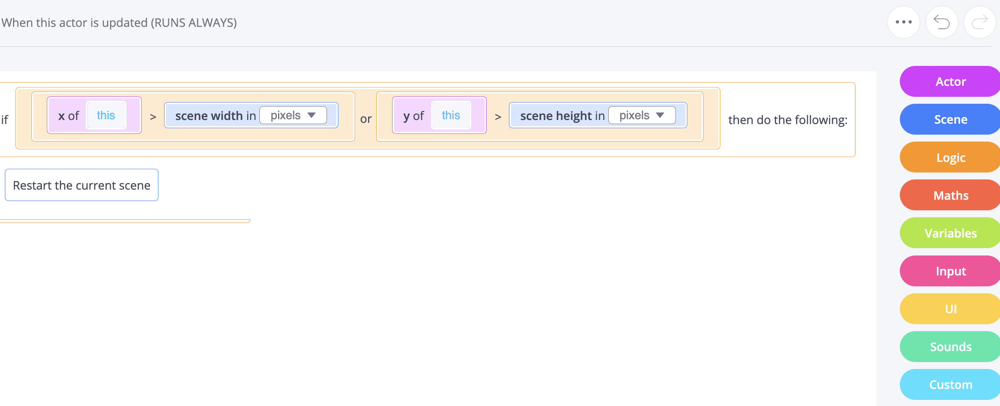 When this actor is updated (RUNS ALWAYS)
if x of this > scene width in pixels or y of this > scene height in pixels then do the following:
Restart the current scene
Actor
Scene
Logic
Maths
Variables
Input
UI
Sounds
Custom